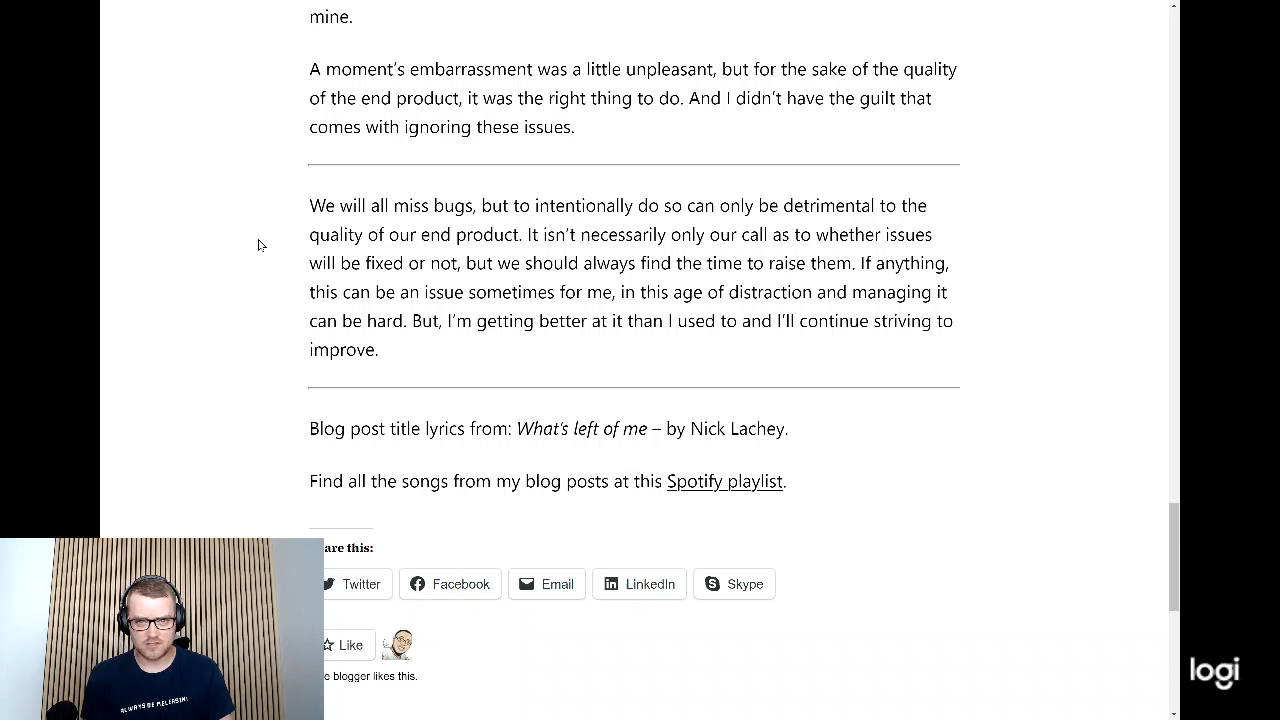 mine.
A moment's embarrassment was a little unpleasant, but for the sake of the quality
of the end product, it was the right thing to do. And I didn't have the guilt that
comes with ignoring these issues.
We will all miss bugs, but to intentionally do so can only be detrimental to the
quality of our end product. It isn't necessarily only our call as to whether issues
will be fixed or not, but we should always find the time to raise them. If anything,
this can be an issue sometimes for me, in this age of distraction and managing it
can be hard. But, I'm getting better at it than I used to and I'll continue striving to
improve.
Blog post title lyrics from: What's left of me – by Nick Lachey.
Find all the songs from my blog posts at this Spotify playlist.
are this:
Twitter Facebook Email LinkedIn Skype
Like
e blogger likes this.
ALWAYS BE RELEASING
logi